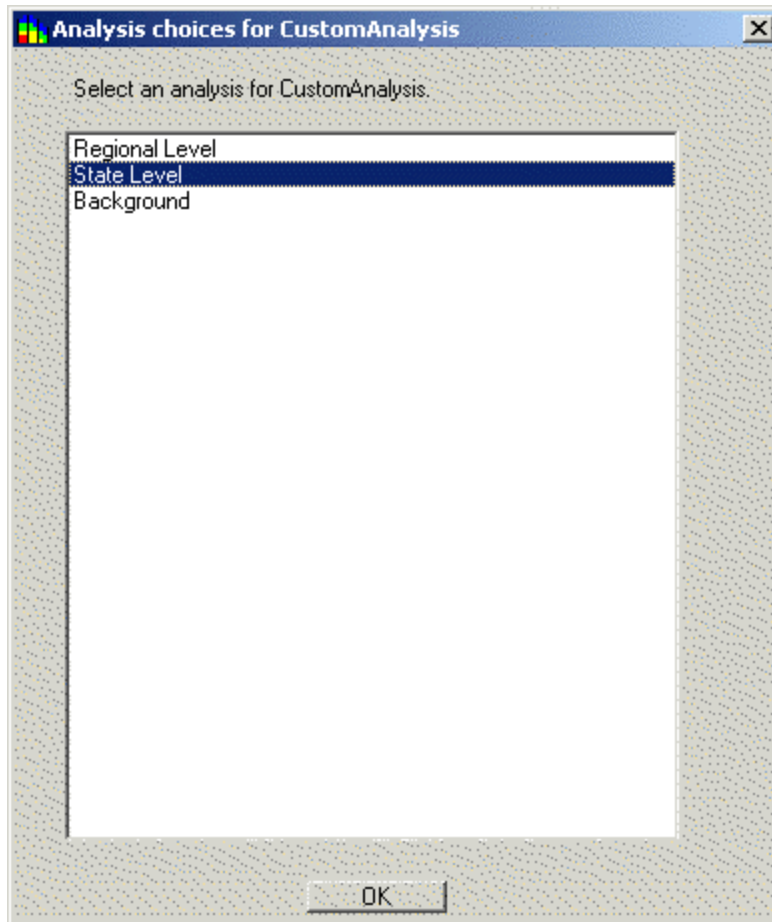 Analysis choices for CustomAnalysis
Select an analysis for CustomAnalysis.
Regional Level
State Level
Background
OK